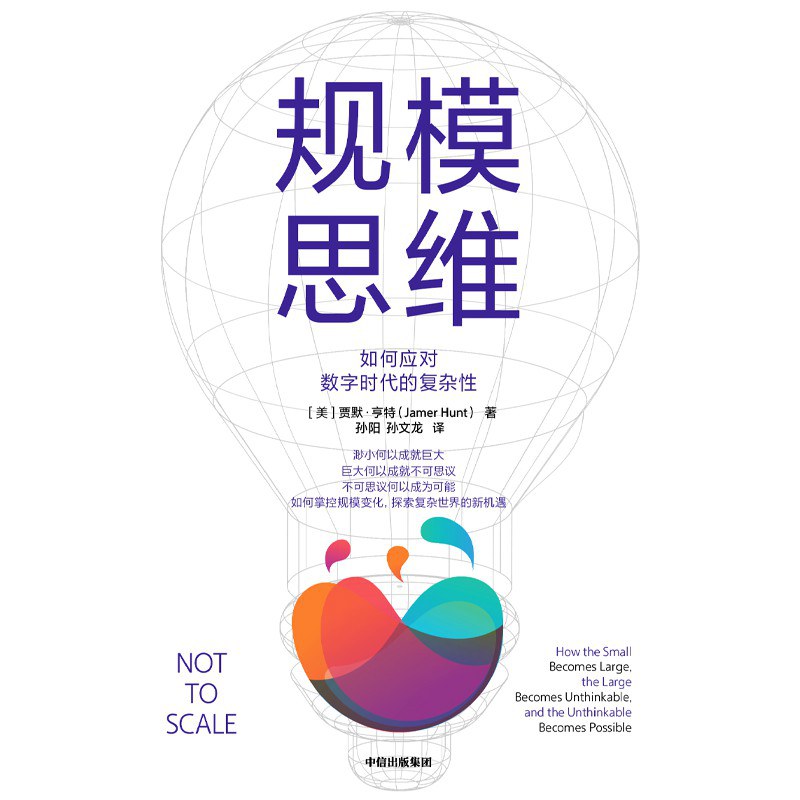 规模
思维
如何应对
数字时代的复杂性
[美]贾默·亨特(Jamer Hunt) 著
孙阳 孙文龙 译
渺小何以成就巨大
巨大何以成就不可思议
不可思议何以成为可能
如何掌控规模变化，探索复杂世界的新机遇
NOT
TO
SCALE
How the Small
Becomes Large,
the Large
Becomes Unthinkable,
and the Unthinkable
Becomes Possible
中信出版集团